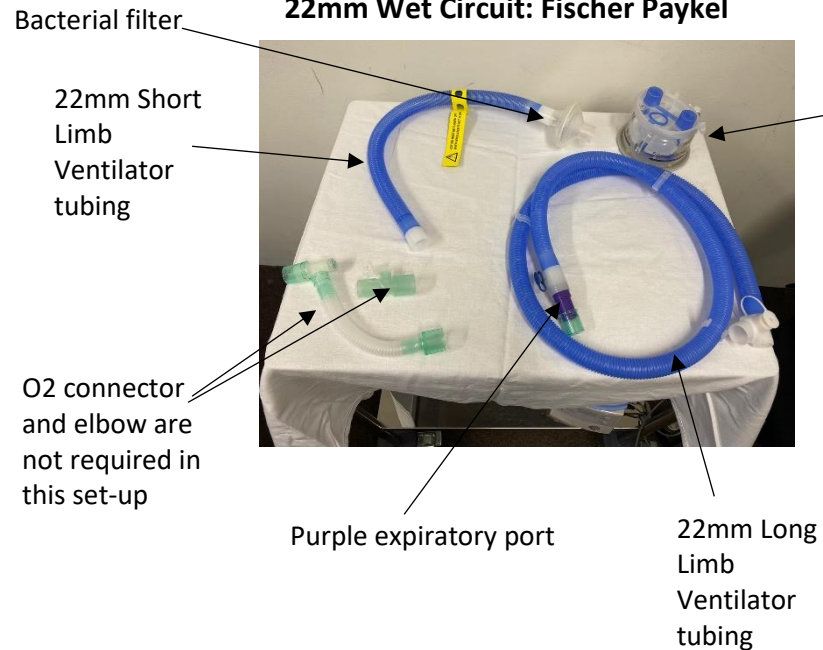 22mm Wet Circuit: Fischer Paykel
Bacterial filter
22mm Short
Limb
Ventilator
tubing
O2 connector
and elbow are
not required in
this set-up
Purple expiratory port
22mm Long
Limb
Ventilator
tubing